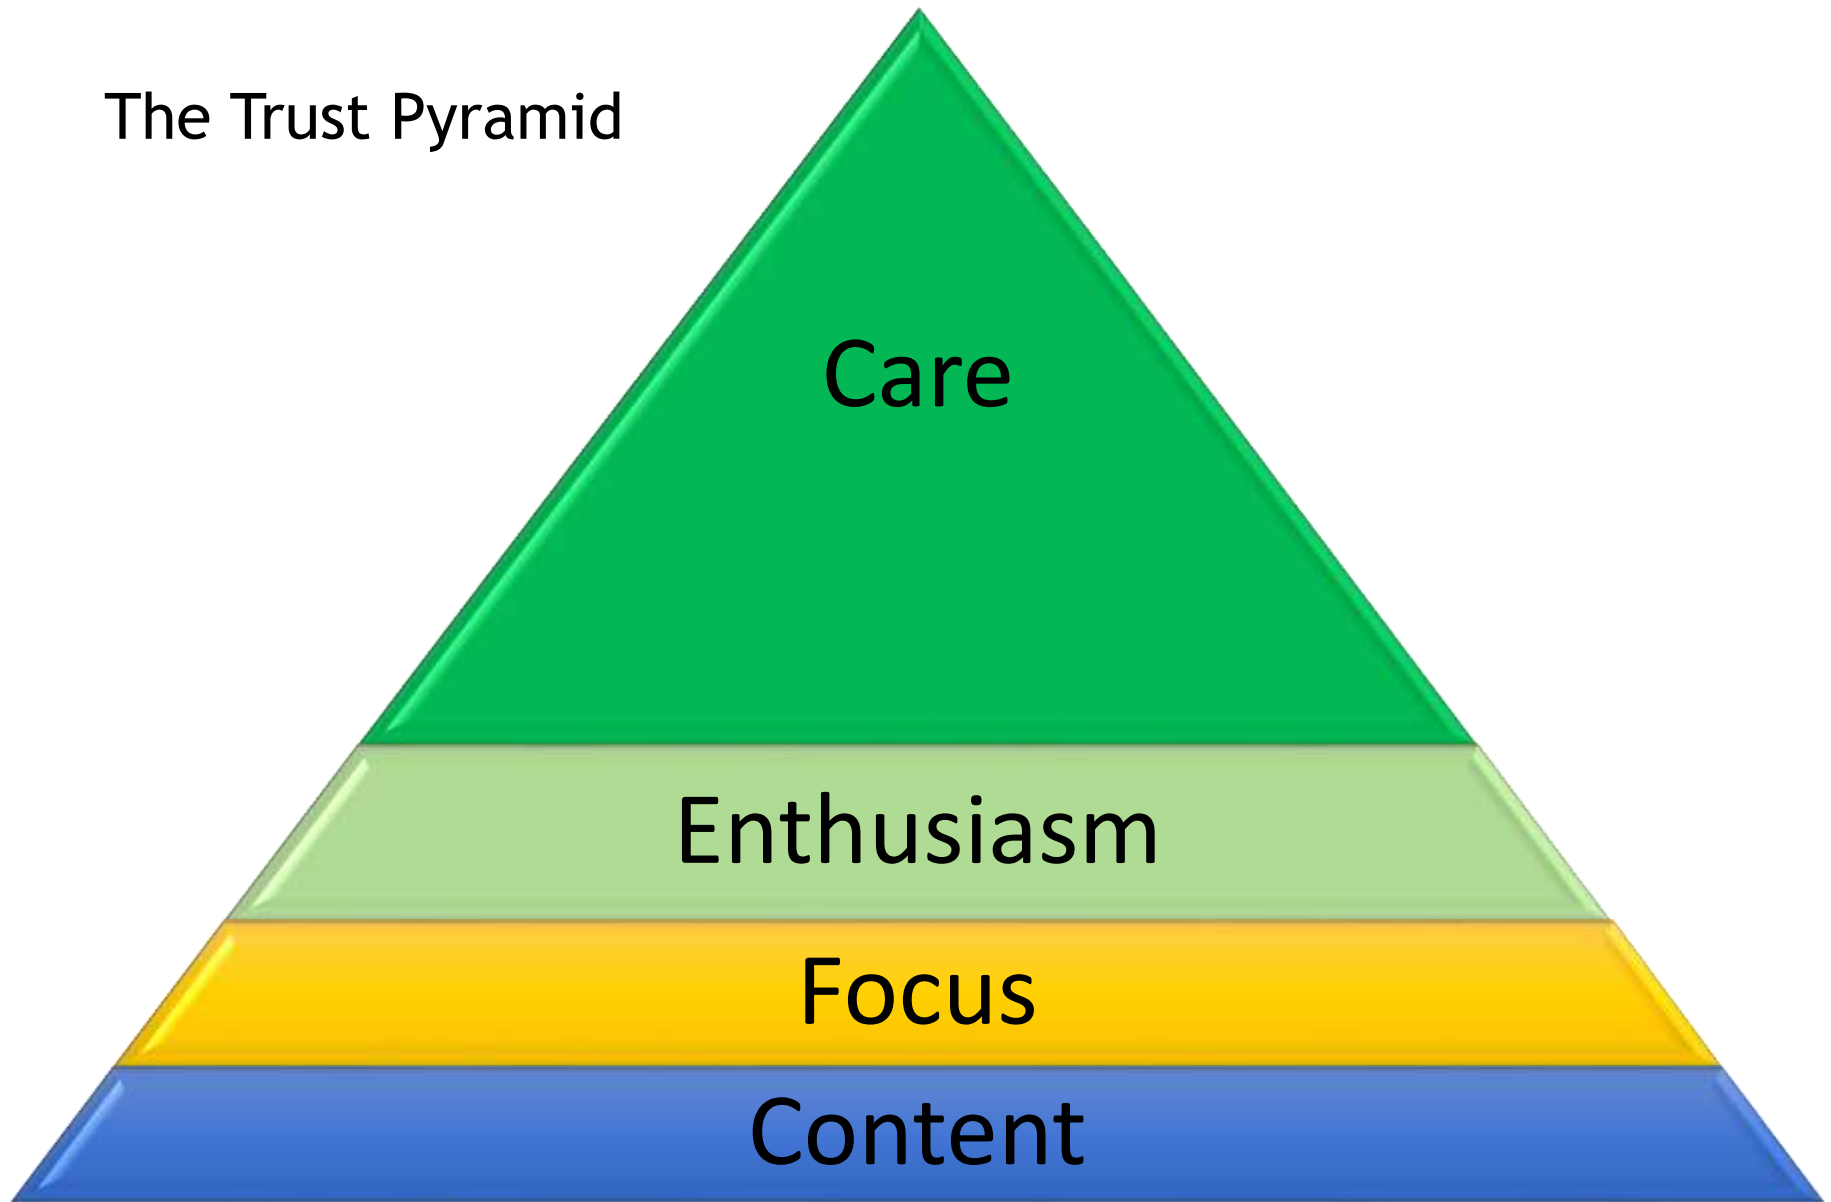 The Trust Pyramid
Care
Enthusiasm
Focus
Content